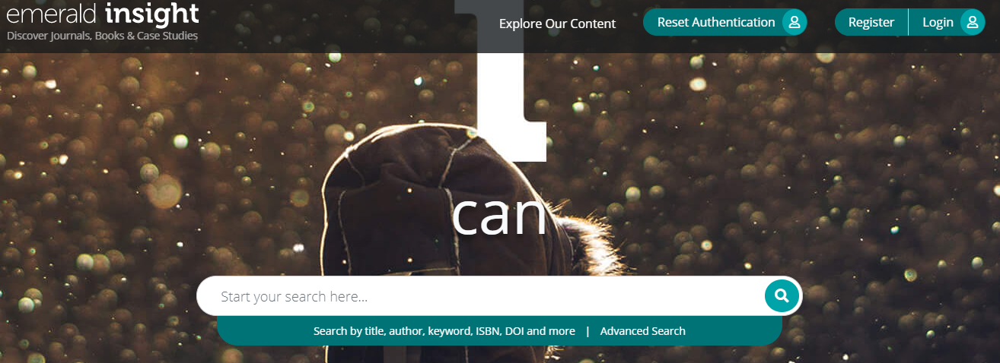 emerald insight
Discover Journals, Books & Case Studies
Explore Our Content
Reset Authentication
Register
Login
1
can
Start your search here...
Search by title, author, keyword, ISBN, DOI and more | Advanced Search